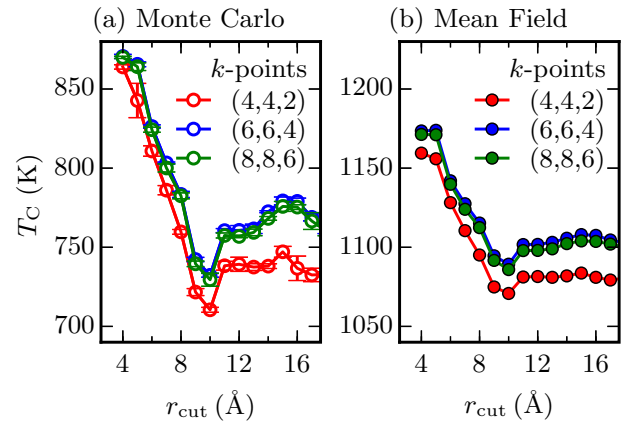 (a) Monte Carlo
(b) Mean Field
T_C (K)
850
800
750
700
k-points
(4,4,2)
(6,6,4)
(8,8,6)
4 8 12 16
r_cut (Å)
1200
1150
1100
1050
k-points
(4,4,2)
(6,6,4)
(8,8,6)
4 8 12 16
r_cut (Å)